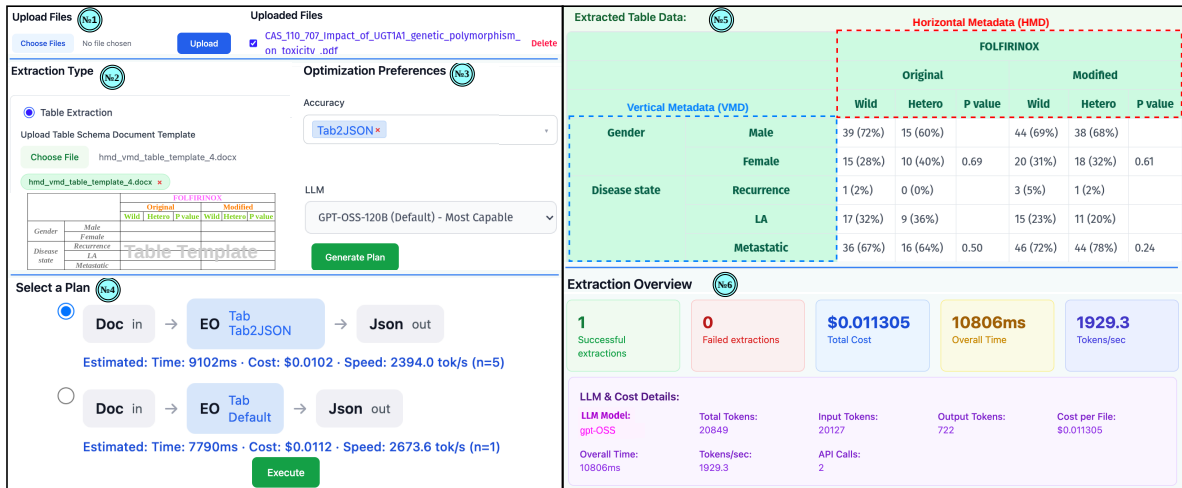 Upload Files №1
Choose Files No file chosen Upload
Uploaded Files
CAS_110_707_Impact_of_UGT1A1_genetic_polymorphism_
on_toxicity_.pdf
Delete
Extraction Type №2
Table Extraction
Upload Table Schema Document Template
Choose File hmd_vmd_table_template_4.docx
hmd_vmd_table_template_4.docx ×
FOLFIRINOX
Original Modified
Wild Hetero P value Wild Hetero P value
Gender Male
Female
Disease state Recurrence
LA
Metastatic
Table Template
Optimization Preferences №3
Accuracy
Tab2JSON ×
LLM
GPT-OSS-120B (Default) - Most Capable
Generate Plan
Select a Plan №4
Doc in → EO Tab Tab2JSON → Json out
Estimated: Time: 9102ms · Cost: $0.0102 · Speed: 2394.0 tok/s (n=5)
Doc in → EO Tab Default → Json out
Estimated: Time: 7790ms · Cost: $0.0112 · Speed: 2673.6 tok/s (n=1)
Execute
Extracted Table Data: №5
Horizontal Metadata (HMD)
FOLFIRINOX
Original Modified
Vertical Metadata (VMD)
Wild Hetero P value Wild Hetero P value
Gender Male 39 (72%) 15 (60%) 44 (69%) 38 (68%)
Female 15 (28%) 10 (40%) 0.69 20 (31%) 18 (32%) 0.61
Disease state Recurrence 1 (2%) 0 (0%) 3 (5%) 1 (2%)
LA 17 (32%) 9 (36%) 15 (23%) 11 (20%)
Metastatic 36 (67%) 16 (64%) 0.50 46 (72%) 44 (78%) 0.24
Extraction Overview №6
1
Successful
extractions
0
Failed extractions
$0.011305
Total Cost
10806ms
Overall Time
1929.3
Tokens/sec
LLM & Cost Details:
LLM Model: Total Tokens: Input Tokens: Output Tokens: Cost per File:
gpt-OSS 20849 20127 722 $0.011305
Overall Time: Tokens/sec: API Calls:
10806ms 1929.3 2